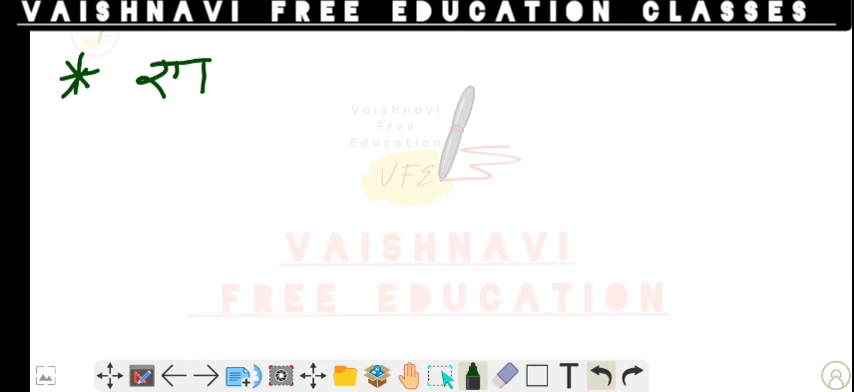 VAISHNAVI FREE EDUCATION CLASSES
*
Vaishnavi
Free
Education
VFE
VAISHNAVI
FREE EDUCATION
T